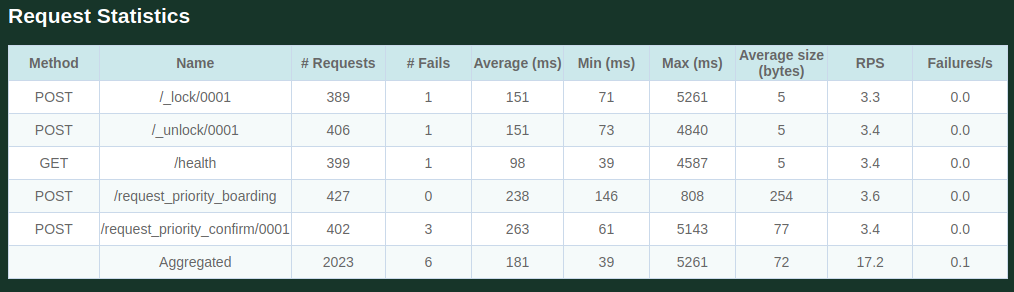 Request Statistics
Method Name # Requests # Fails Average (ms) Min (ms) Max (ms) Average size (bytes) RPS Failures/s
POST /_lock/0001 389 1 151 71 5261 5 3.3 0.0
POST /_unlock/0001 406 1 151 73 4840 5 3.4 0.0
GET /health 399 1 98 39 4587 5 3.4 0.0
POST /request_priority_boarding 427 0 238 146 808 254 3.6 0.0
POST /request_priority_confirm/0001 402 3 263 61 5143 77 3.4 0.0
Aggregated 2023 6 181 39 5261 72 17.2 0.1